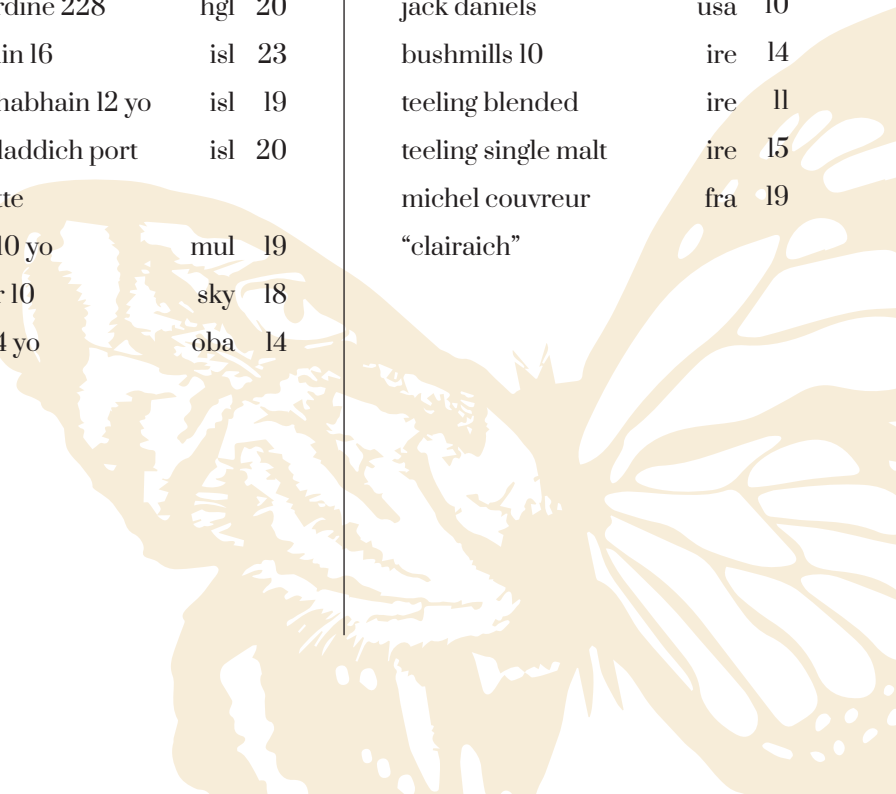 rdine 228 hgl 20
in 16 isl 23
nabhain 12 yo isl 19
laddich port isl 20
tte
10 yo mul 19
r 10 sky 18
4 yo oba 14
jack daniels usa 10
bushmills 10 ire 14
teeling blended ire 11
teeling single malt ire 15
michel couvreur fra 19
“clairaich”